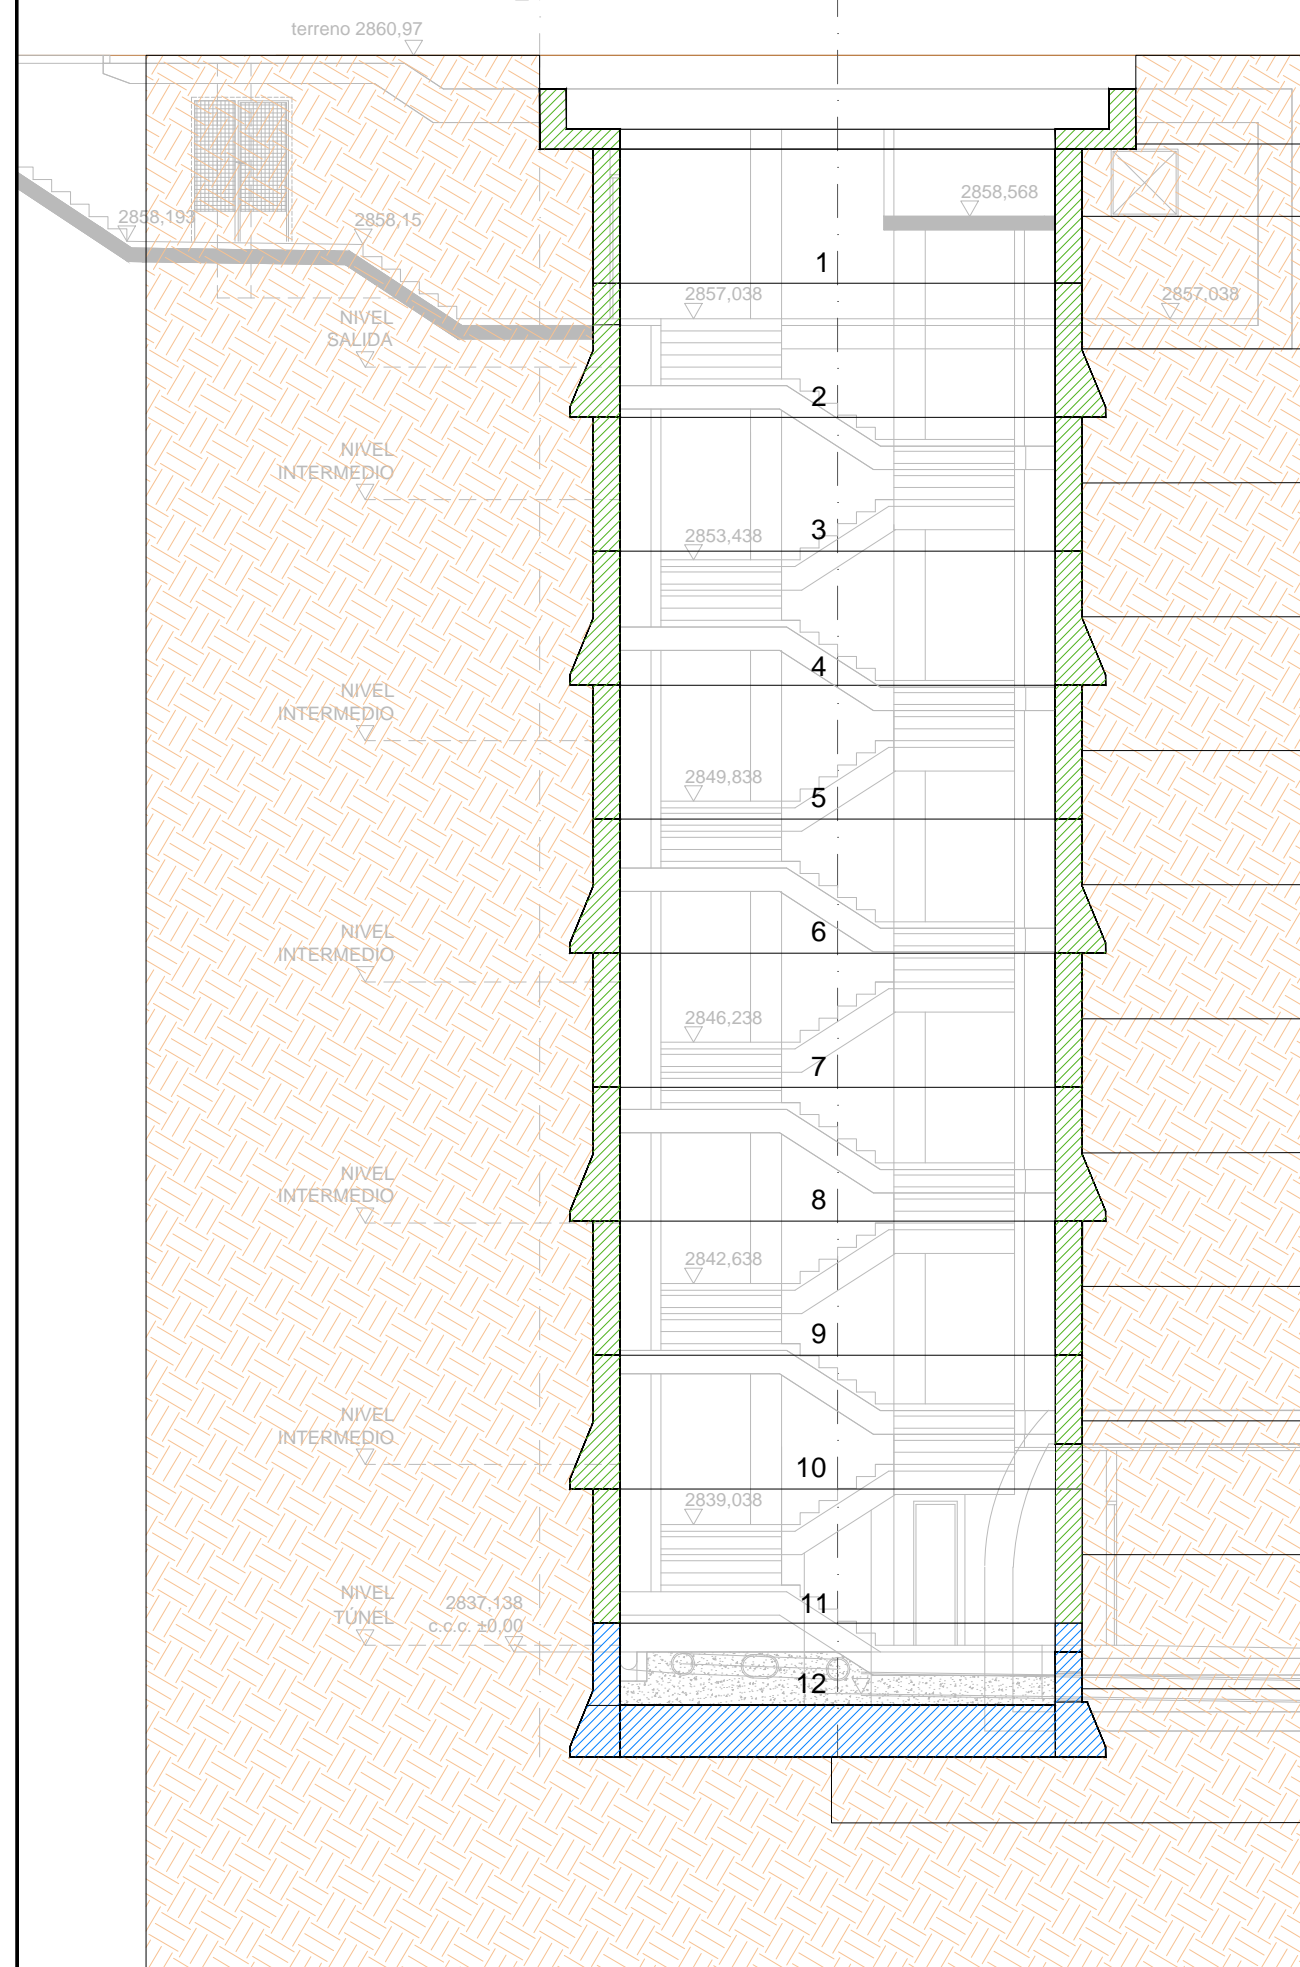 terreno 2860,97
2858,568
2858,193
2858,15
1
2857,038
2857,038
NIVEL
SALIDA
2
NIVEL
INTERMEDIO
3
2853,438
4
NIVEL
INTERMEDIO
2849,838
5
NIVEL
INTERMEDIO
6
2846,238
7
NIVEL
INTERMEDIO
8
2842,638
9
NIVEL
INTERMEDIO
10
2839,038
NIVEL
TÚNEL
2837,138
c.c.c. ±0,00
11
12